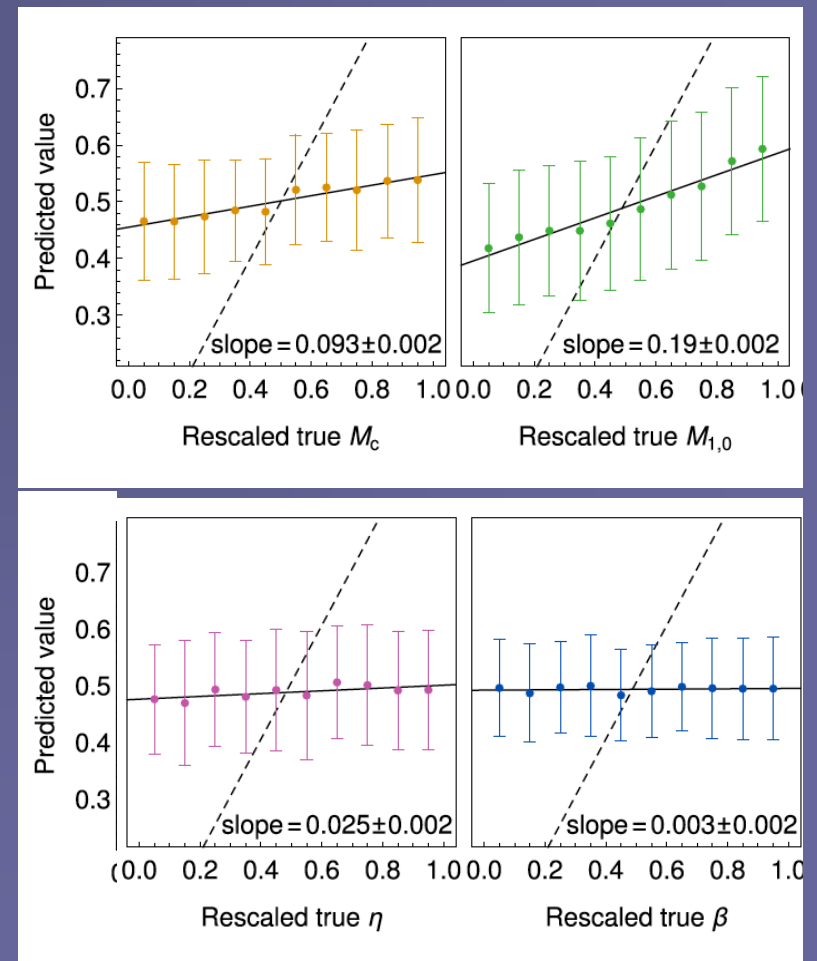 Predicted value
0.7
0.6
0.5
0.4
0.3
slope=0.093±0.002
slope=0.19±0.002
0.0 0.2 0.4 0.6 0.8 1.0
0.0 0.2 0.4 0.6 0.8 1.0
Rescaled true Mc
Rescaled true M1,0
Predicted value
0.7
0.6
0.5
0.4
0.3
slope=0.025±0.002
slope=0.003±0.002
0.0 0.2 0.4 0.6 0.8 1.0
0.0 0.2 0.4 0.6 0.8
Rescaled true η
Rescaled true β